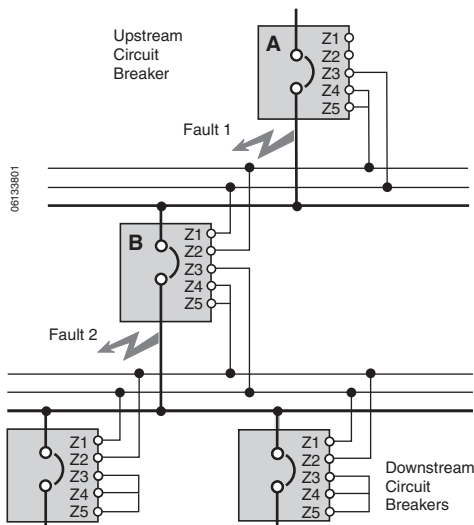 Upstream
Circuit
Breaker
A
Z1
Z2
Z3
Z4
Z5
Fault 1
06133801
B
Z1
Z2
Z3
Z4
Z5
Fault 2
Z1
Z2
Z3
Z4
Z5
Z1
Z2
Z3
Z4
Z5
Downstream
Circuit
Breakers